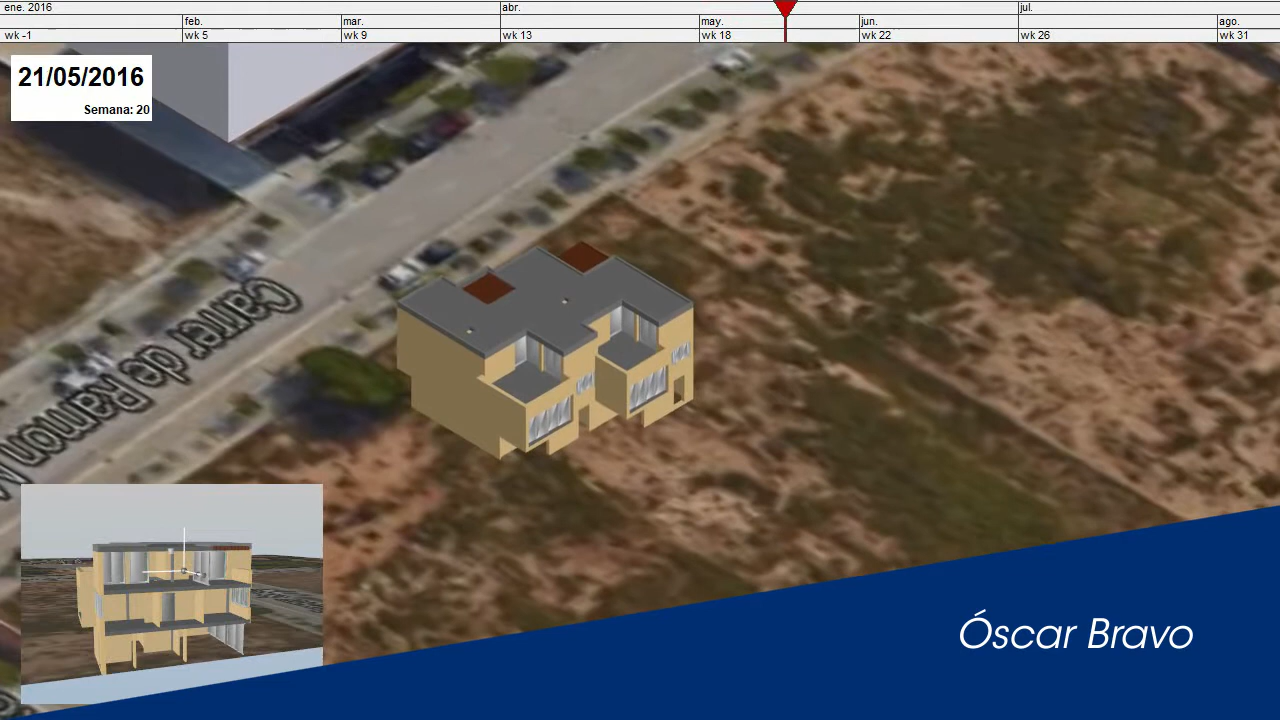 ene. 2016
abr.
jul.
feb.
mar.
may.
jun.
ago.
wk -1
wk 5
wk 9
wk 13
wk 18
wk 22
wk 26
wk 31
21/05/2016
Semana: 20
Carrer de Ramon
Óscar Bravo